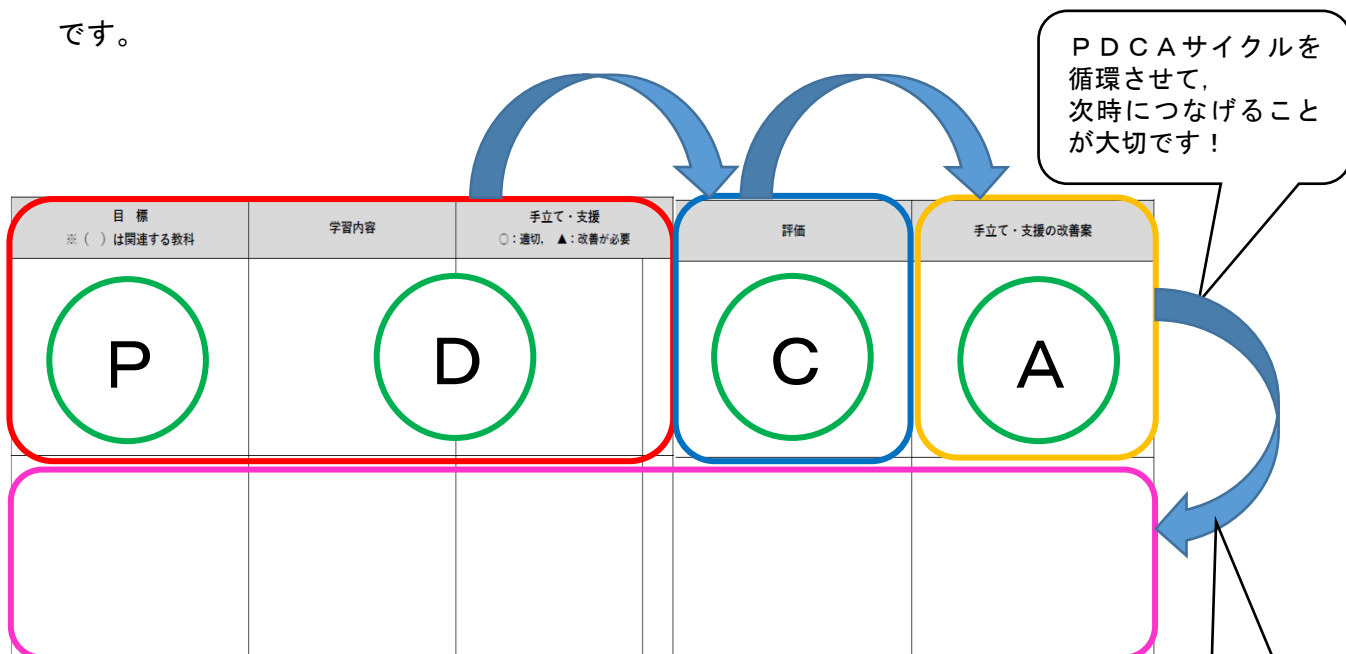 です。
ＰＤＣＡサイクルを
循環させて,
次時につなげること
が大切です！
目　標
※（　）は関連する教科
学習内容
手立て・支援
○：適切,　▲：改善が必要
評価
手立て・支援の改善案
Ｐ
Ｄ
Ｃ
Ａ